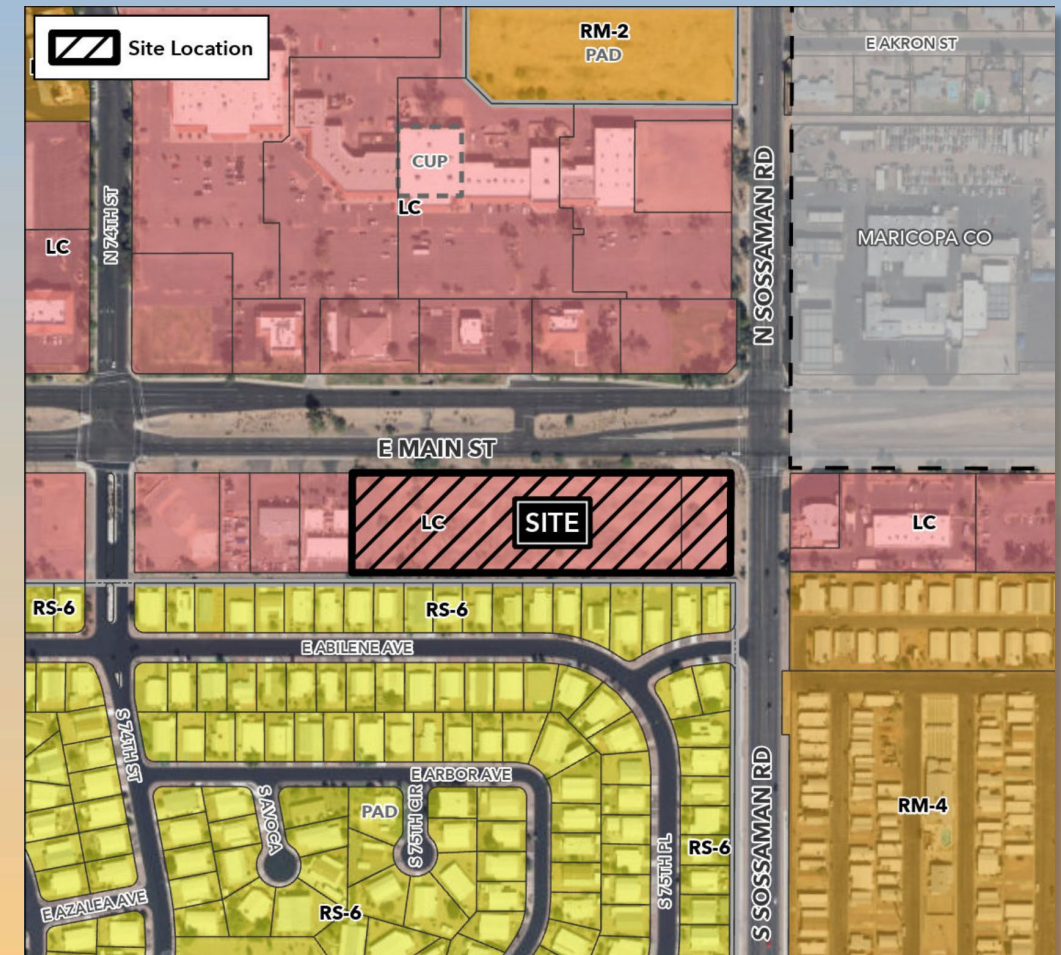 Site Location
RM-2
PAD
E AKRON ST
CUP
LC
N 74TH ST
LC
N SOSSAMAN RD
MARICOPA CO
E MAIN ST
LC
SITE
LC
RS-6
RS-6
E ABILENE AVE
S 74TH ST
E ARBOR AVE
S AVOCA
PAD
S 75TH CIR
S 75TH PL
RS-6
S SOSSAMAN RD
RM-4
E AZALEA AVE
RS-6